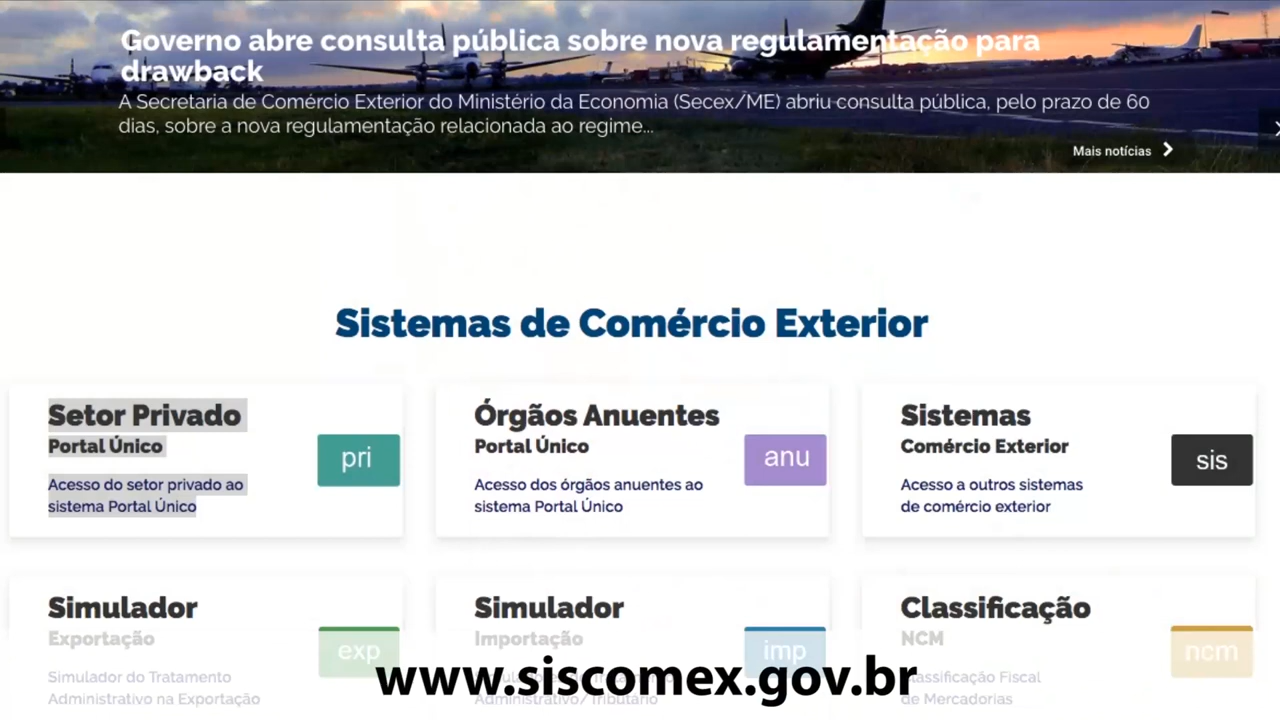 Governo abre consulta pública sobre nova regulamentação para
drawback
A Secretaria de Comércio Exterior do Ministério da Economia (Secex/ME) abriu consulta pública, pelo prazo de 60
dias, sobre a nova regulamentação relacionada ao regime...
Mais notícias
Sistemas de Comércio Exterior
Setor Privado
Portal Único
Acesso do setor privado ao
sistema Portal Único
pri
Órgãos Anuentes
Portal Único
Acesso dos órgãos anuentes ao
sistema Portal Único
anu
Sistemas
Comércio Exterior
Acesso a outros sistemas
de comércio exterior
sis
Simulador
Exportação
Simulador do Tratamento
Administrativo na Exportação
exp
Simulador
Importação
Administrativo/Tributário
imp
Classificação
NCM
Fiscal
de Mercadorias
ncm
www.siscomex.gov.br